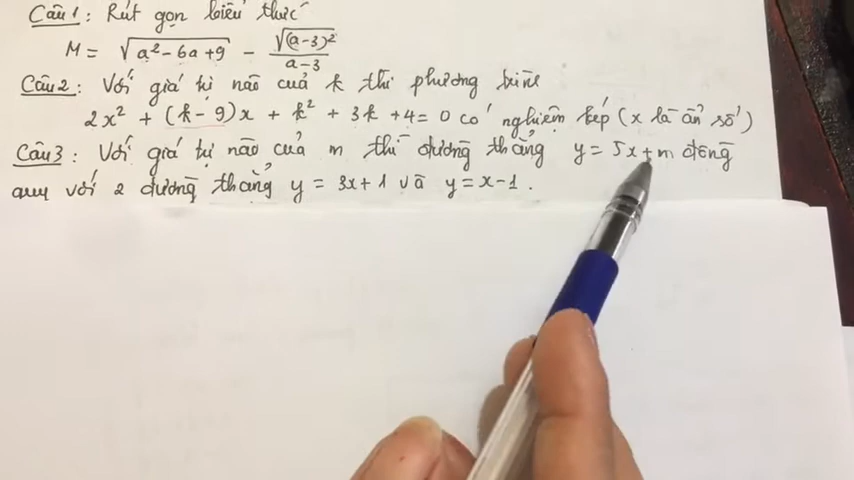 Câu 1: Rút gọn biểu thức
M = √(a² - 6a + 9) - √(a-3)² / (a-3)
Câu 2: Với giá trị nào của k thì phương trình
2x² + (k - 9)x + k² + 3k + 4 = 0 có nghiệm kép (x là ẩn số)
Câu 3: Với giá trị nào của m thì đường thẳng y = 5x + m đồng
quy với 2 đường thẳng y = 3x + 1 và y = x - 1.